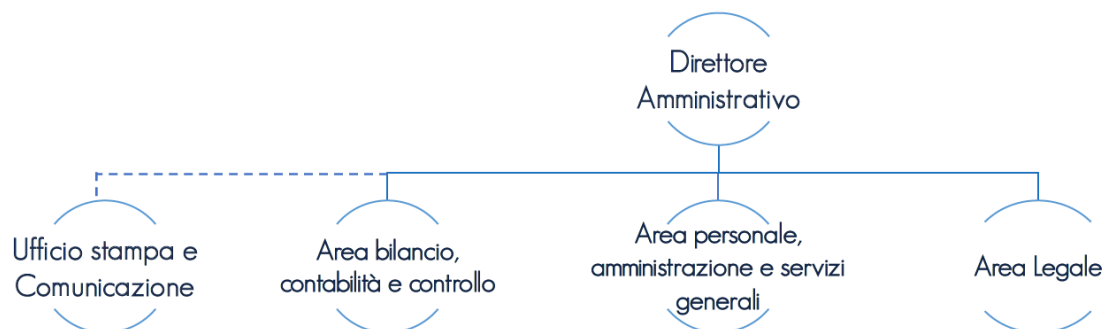 Direttore
Amministrativo
Ufficio stampa e
Comunicazione
Area bilancio,
contabilità e controllo
Area personale,
amministrazione e servizi
generali
Area Legale